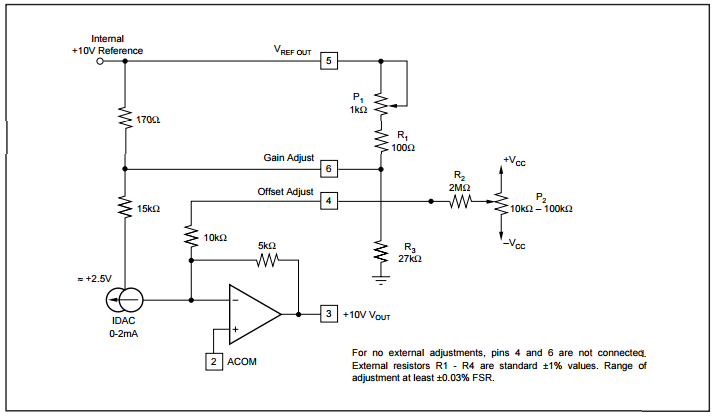 Internal
+10V Reference
VREF OUT
5
P1
1kΩ
170Ω
R1
100Ω
Gain Adjust
6
+VCC
R2
2MΩ
Offset Adjust
4
P2
10kΩ – 100kΩ
15kΩ
10kΩ
5kΩ
R3
27kΩ
–VCC
≈ +2.5V
IDAC
0-2mA
–
+
3
+10V VOUT
2
ACOM
For no external adjustments, pins 4 and 6 are not connected.
External resistors R1 - R4 are standard ±1% values. Range of
adjustment at least ±0.03% FSR.